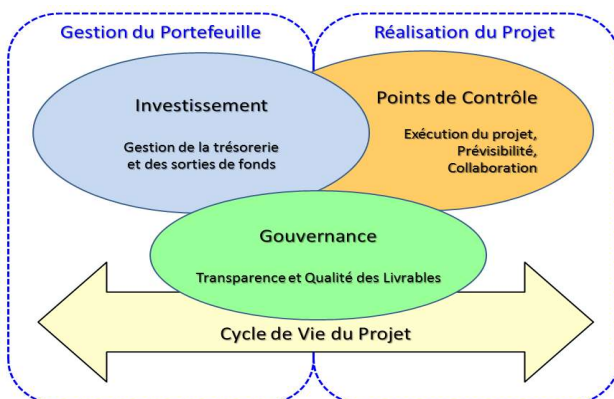 Gestion du Portefeuille
Réalisation du Projet
Investissement
Gestion de la trésorerie
et des sorties de fonds
Points de Contrôle
Exécution du projet,
Prévisibilité,
Collaboration
Gouvernance
Transparence et Qualité des Livrables
Cycle de Vie du Projet